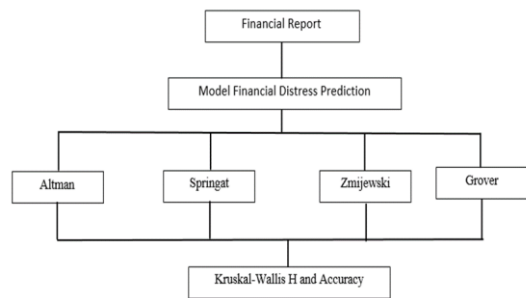 Financial Report
Model Financial Distress Prediction
Altman
Springat
Zmijewski
Grover
Kruskal-Wallis H and Accuracy